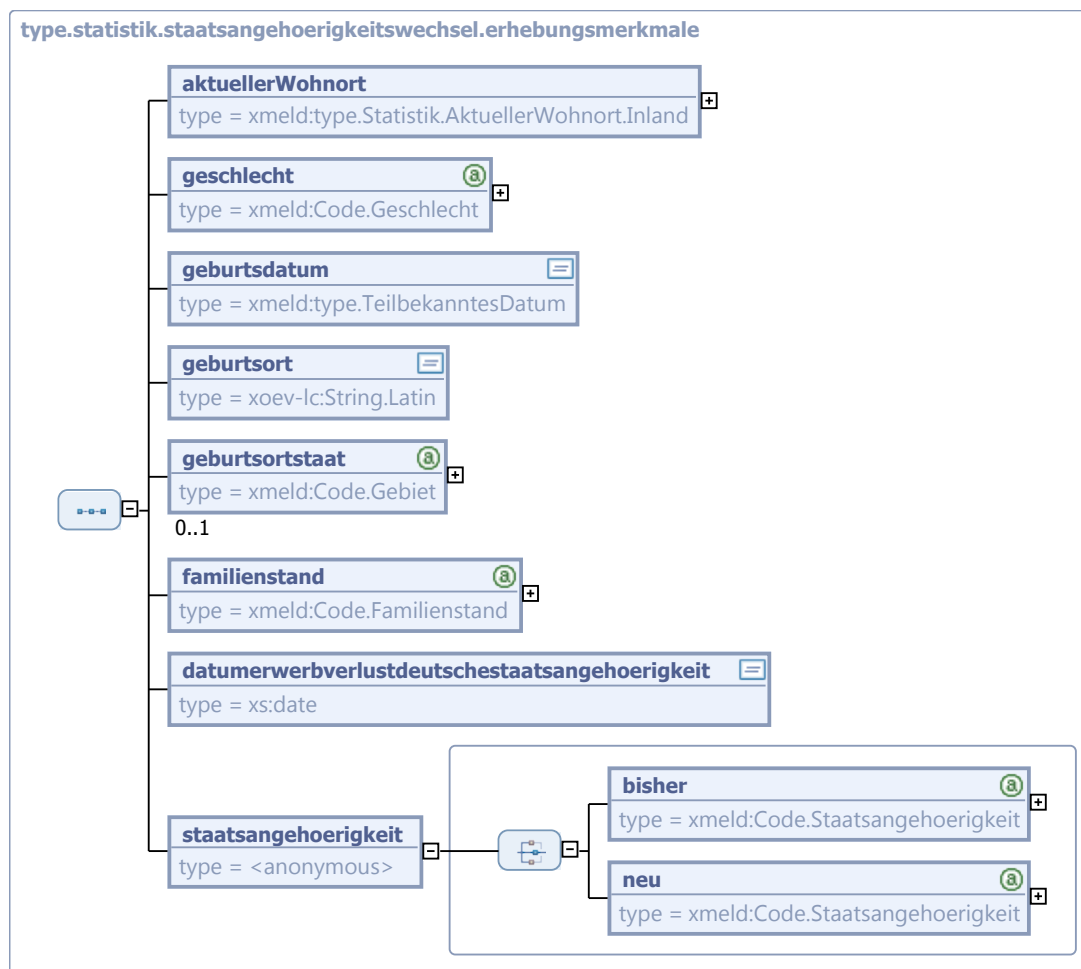 type.statistik.staatsangehoerigkeitswechsel.erhebungsmerkmale
aktuellerWohnort
type = xmeld:type.Statistik.AktuellerWohnort.Inland
geschlecht
type = xmeld:Code.Geschlecht
geburtsdatum
type = xmeld:type.TeilbekanntesDatum
geburtsort
type = xoev-lc:String.Latin
geburtsortstaat
type = xmeld:Code.Gebiet
0..1
familienstand
type = xmeld:Code.Familienstand
datumerwerbverlustdeutschestaatsangehoerigkeit
type = xs:date
staatsangehoerigkeit
type = <anonymous>
bisher
type = xmeld:Code.Staatsangehoerigkeit
neu
type = xmeld:Code.Staatsangehoerigkeit